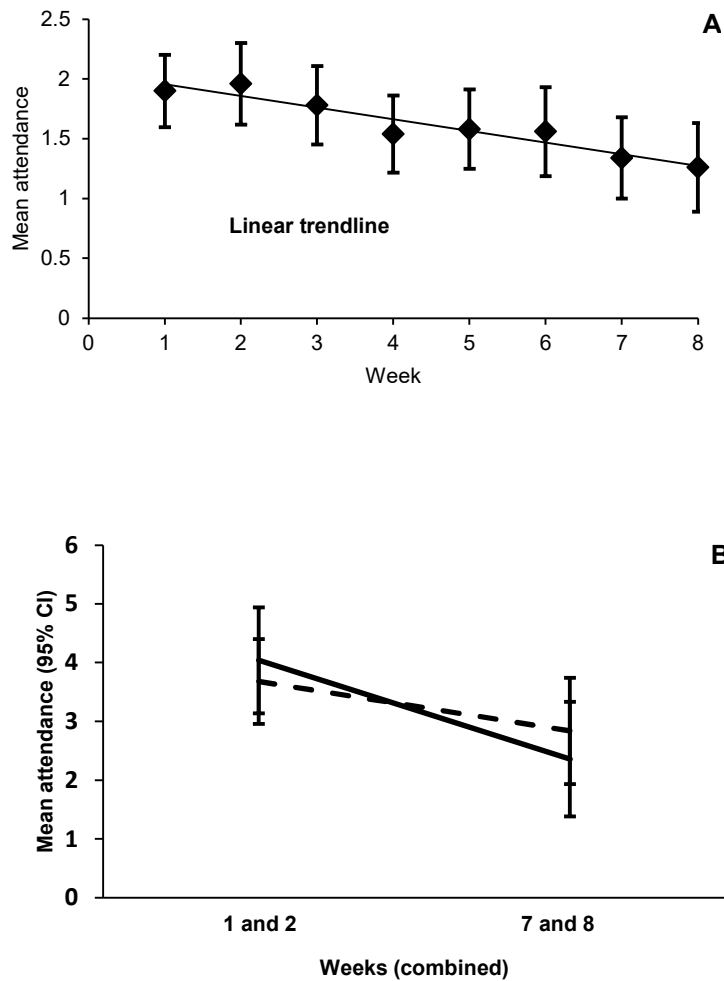 A
2.5
2
1.5
1
0.5
0
Mean attendance
Linear trendline
0 1 2 3 4 5 6 7 8
Week
B
6
5
4
3
2
1
0
Mean attendance (95% CI)
1 and 2 7 and 8
Weeks (combined)